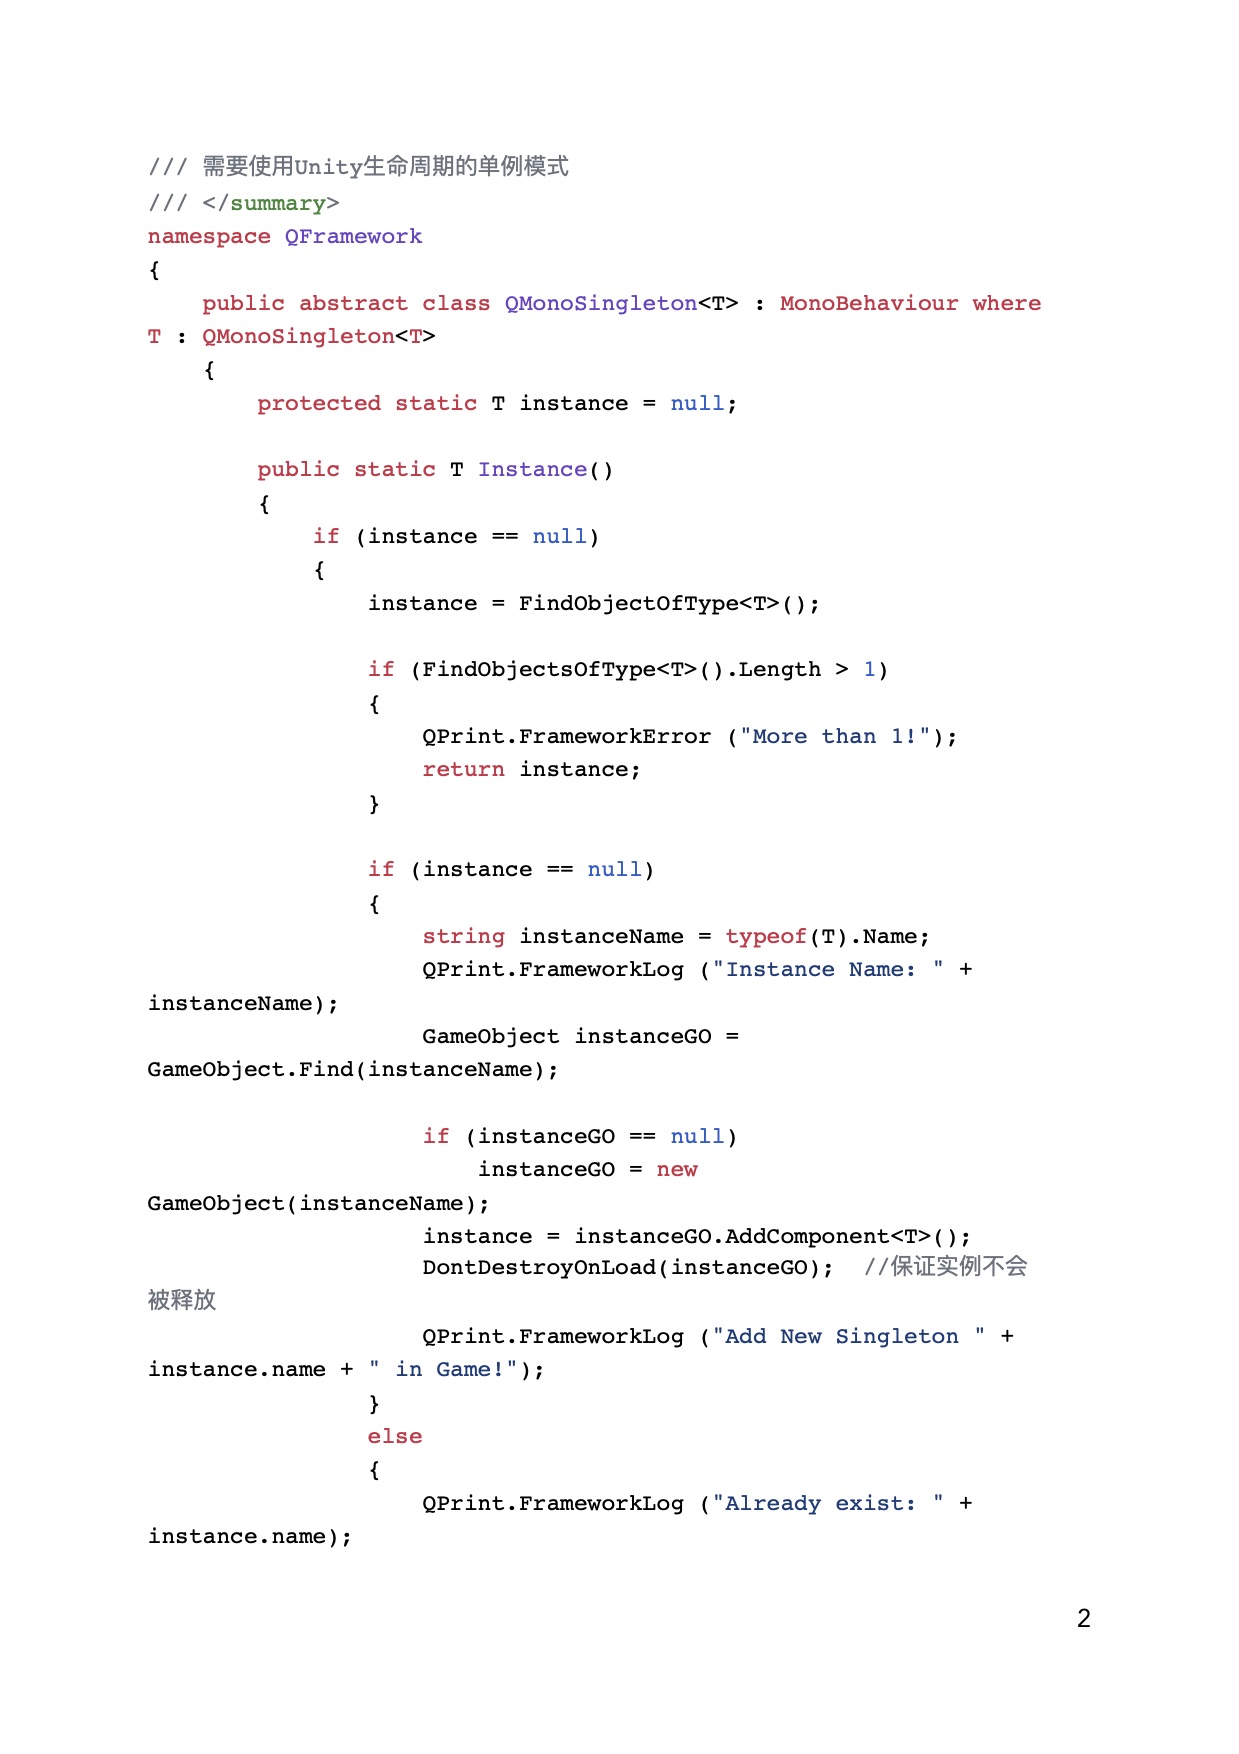 /// 需要使用Unity生命周期的单例模式
/// </summary>
namespace QFramework
{
    public abstract class QMonoSingleton<T> : MonoBehaviour where
T : QMonoSingleton<T>
    {
        protected static T instance = null;

        public static T Instance()
        {
            if (instance == null)
            {
                instance = FindObjectOfType<T>();

                if (FindObjectsOfType<T>().Length > 1)
                {
                    QPrint.FrameworkError ("More than 1!");
                    return instance;
                }

                if (instance == null)
                {
                    string instanceName = typeof(T).Name;
                    QPrint.FrameworkLog ("Instance Name: " +
instanceName);
                    GameObject instanceGO =
GameObject.Find(instanceName);

                    if (instanceGO == null)
                        instanceGO = new
GameObject(instanceName);
                    instance = instanceGO.AddComponent<T>();
                    DontDestroyOnLoad(instanceGO);  //保证实例不会
被释放
                    QPrint.FrameworkLog ("Add New Singleton " +
instance.name + " in Game!");
                }
                else
                {
                    QPrint.FrameworkLog ("Already exist: " +
instance.name);
2